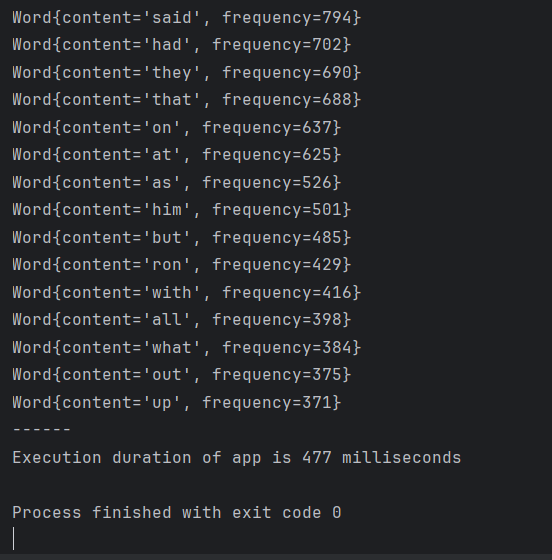 Word{content='said', frequency=794}
Word{content='had', frequency=702}
Word{content='they', frequency=690}
Word{content='that', frequency=688}
Word{content='on', frequency=637}
Word{content='at', frequency=625}
Word{content='as', frequency=526}
Word{content='him', frequency=501}
Word{content='but', frequency=485}
Word{content='ron', frequency=429}
Word{content='with', frequency=416}
Word{content='all', frequency=398}
Word{content='what', frequency=384}
Word{content='out', frequency=375}
Word{content='up', frequency=371}
------
Execution duration of app is 477 milliseconds
Process finished with exit code 0